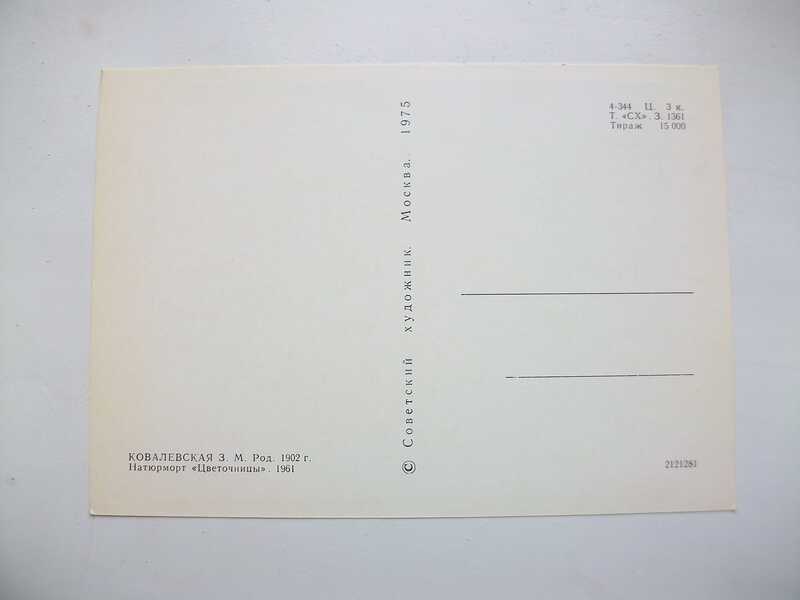 4-344 Ц. 3 к.
Т. «СХ». З. 1361
Тираж 15 000
© Советский художник. Москва. 1975
КОВАЛЕВСКАЯ З. М. Род. 1902 г.
Натюрморт «Цветочницы». 1961
2121281